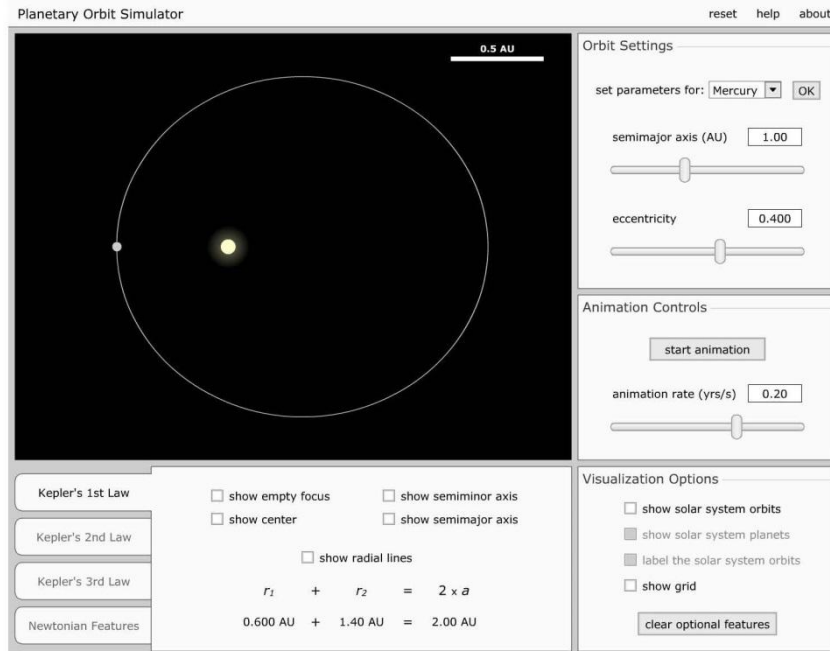 Planetary Orbit Simulator
reset help about
0.5 AU
Orbit Settings
set parameters for: Mercury OK
semimajor axis (AU) 1.00
eccentricity 0.400
Animation Controls
start animation
animation rate (yrs/s) 0.20
Kepler's 1st Law
Kepler's 2nd Law
Kepler's 3rd Law
Newtonian Features
show empty focus show semiminor axis
show center show semimajor axis
show radial lines
r₁ + r₂ = 2 x a
0.600 AU + 1.40 AU = 2.00 AU
Visualization Options
show solar system orbits
show solar system planets
label the solar system orbits
show grid
clear optional features